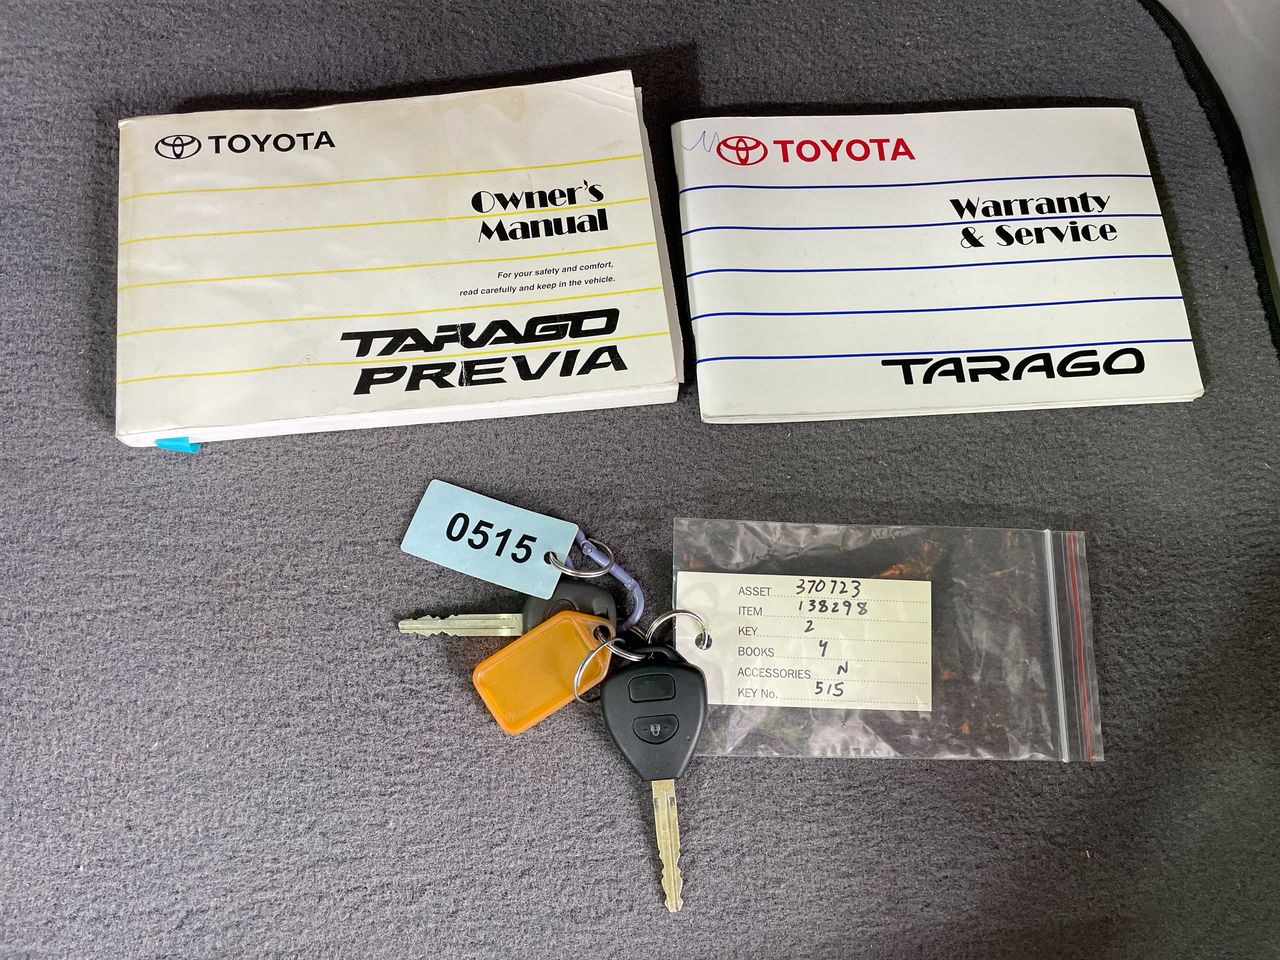 TOYOTA
Owner's
Manual
For your safety and comfort,
read carefully and keep in the vehicle.
TARAGO
PREVIA
TOYOTA
Warranty
& Service
TARAGO
0515
ASSET 370723
ITEM 138298
KEY 2
BOOKS Y
ACCESSORIES N
KEY No. 515